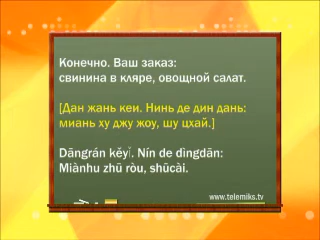 Конечно. Ваш заказ:
свинина в кляре, овощной салат.
[Дан жань кеи. Нинь де дин дань:
миань ху джу жоу, шу цхай.]
Dāngrán kěyǐ. Nín de dìngdān:
Miànhu zhū ròu, shūcài.
www.telemiks.tv